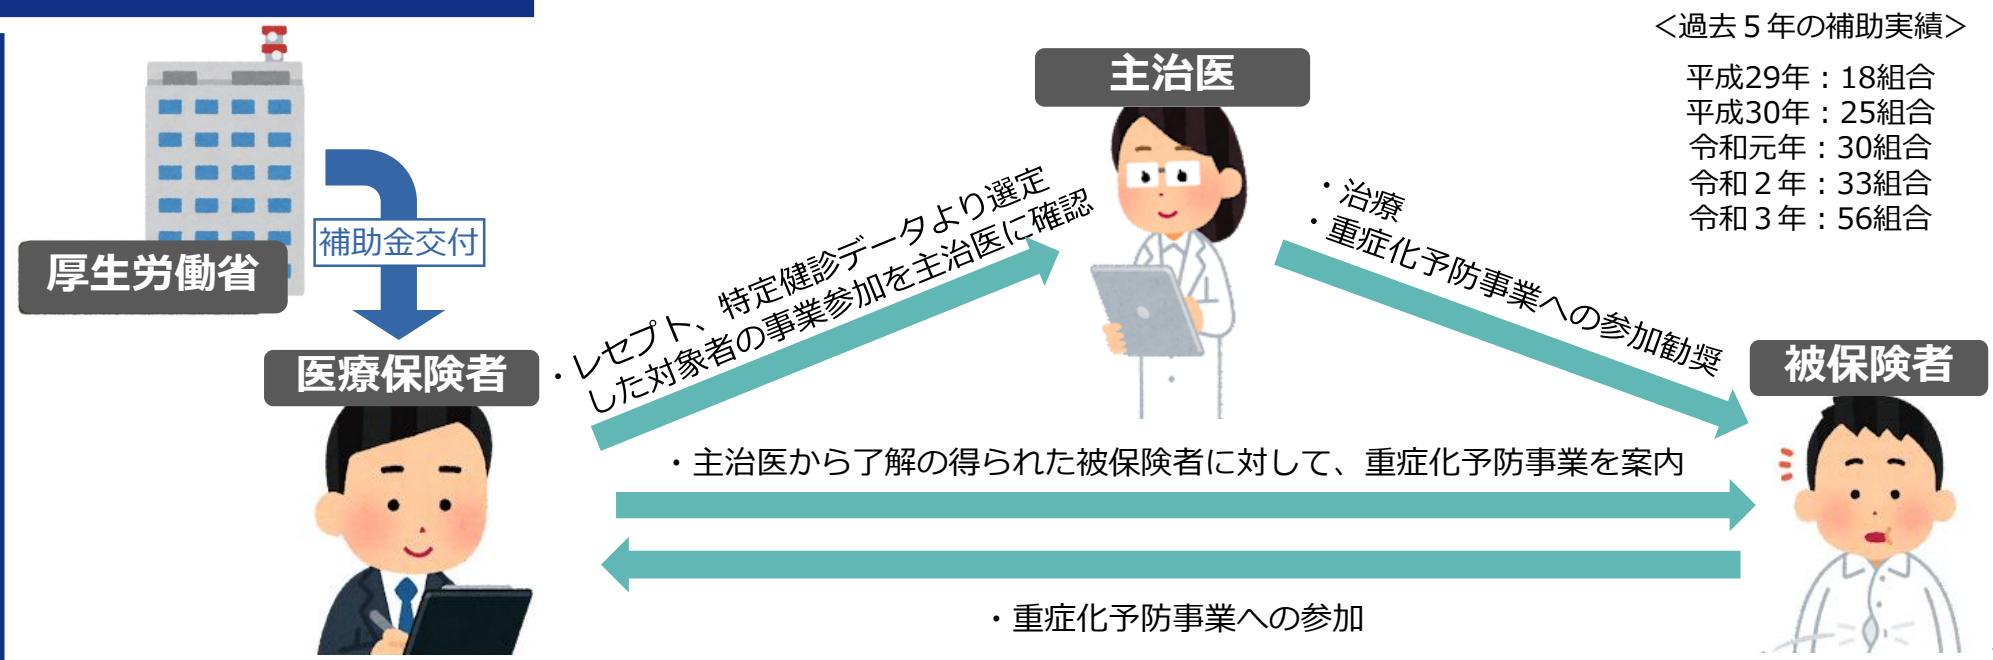 ＜過去５年の補助実績＞
平成29年：18組合
平成30年：25組合
令和元年：30組合
令和２年：33組合
令和３年：56組合
主治医
厚生労働省
補助金交付
医療保険者
・レセプト、特定健診データより選定
した対象者の事業参加を主治医に確認
・治療
・重症化予防事業への参加勧奨
被保険者
・主治医から了解の得られた被保険者に対して、重症化予防事業を案内
・重症化予防事業への参加